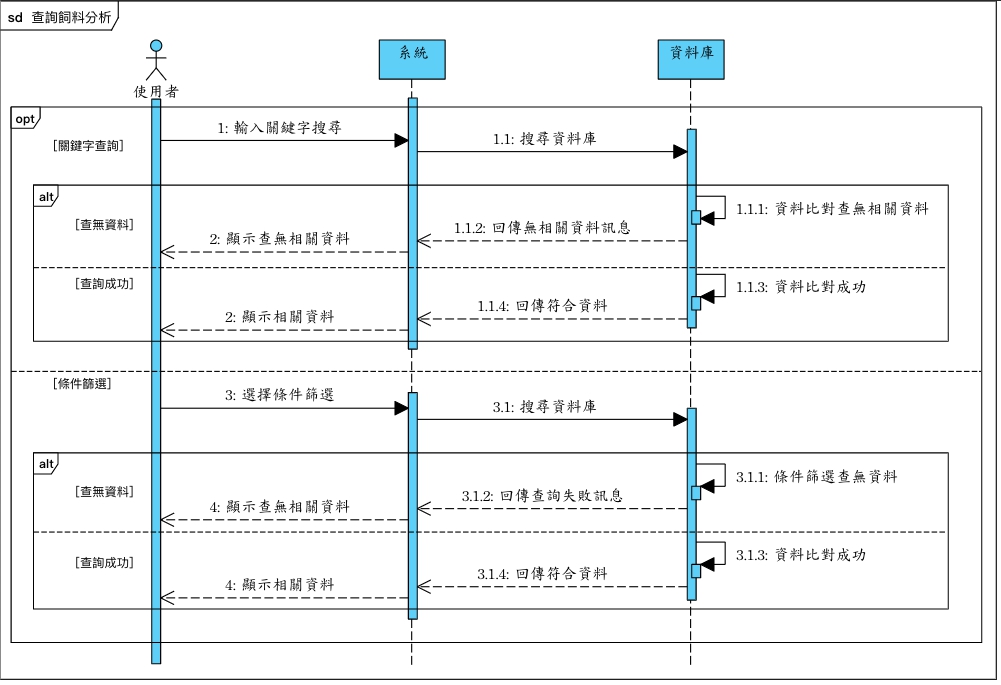 sd 查詢飼料分析
使用者
系統
資料庫
opt
[關鍵字查詢]
1: 輸入關鍵字搜尋
1.1: 搜尋資料庫
alt
[查無資料]
1.1.1: 資料比對查無相關資料
1.1.2: 回傳無相關資料訊息
2: 顯示查無相關資料
[查詢成功]
1.1.3: 資料比對成功
1.1.4: 回傳符合資料
2: 顯示相關資料
[條件篩選]
3: 選擇條件篩選
3.1: 搜尋資料庫
alt
[查無資料]
3.1.1: 條件篩選查無資料
3.1.2: 回傳查詢失敗訊息
4: 顯示查無相關資料
[查詢成功]
3.1.3: 資料比對成功
3.1.4: 回傳符合資料
4: 顯示相關資料